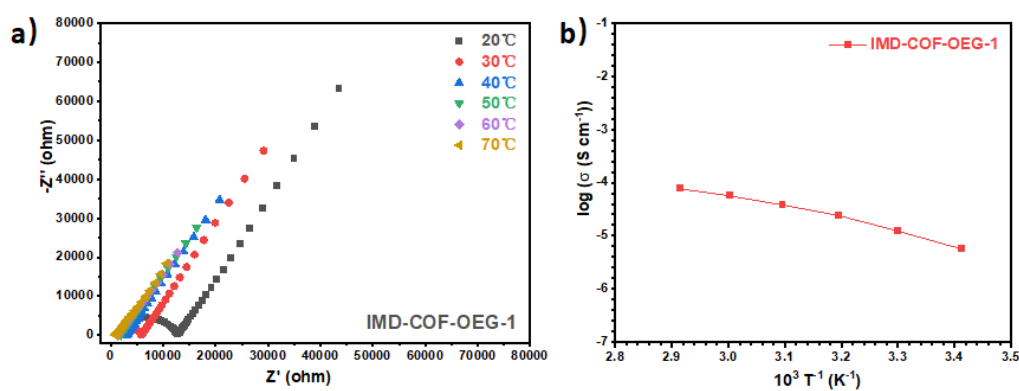 a)
80000
70000
60000
50000
40000
30000
20000
10000
0
-Z'' (ohm)
20℃
30℃
40℃
50℃
60℃
70℃
IMD-COF-OEG-1
0 10000 20000 30000 40000 50000 60000 70000 80000
Z' (ohm)
b)
-1
-2
-3
-4
-5
-6
-7
log (σ (S cm⁻¹))
IMD-COF-OEG-1
2.8 2.9 3.0 3.1 3.2 3.3 3.4 3.5
10³ T⁻¹ (K⁻¹)